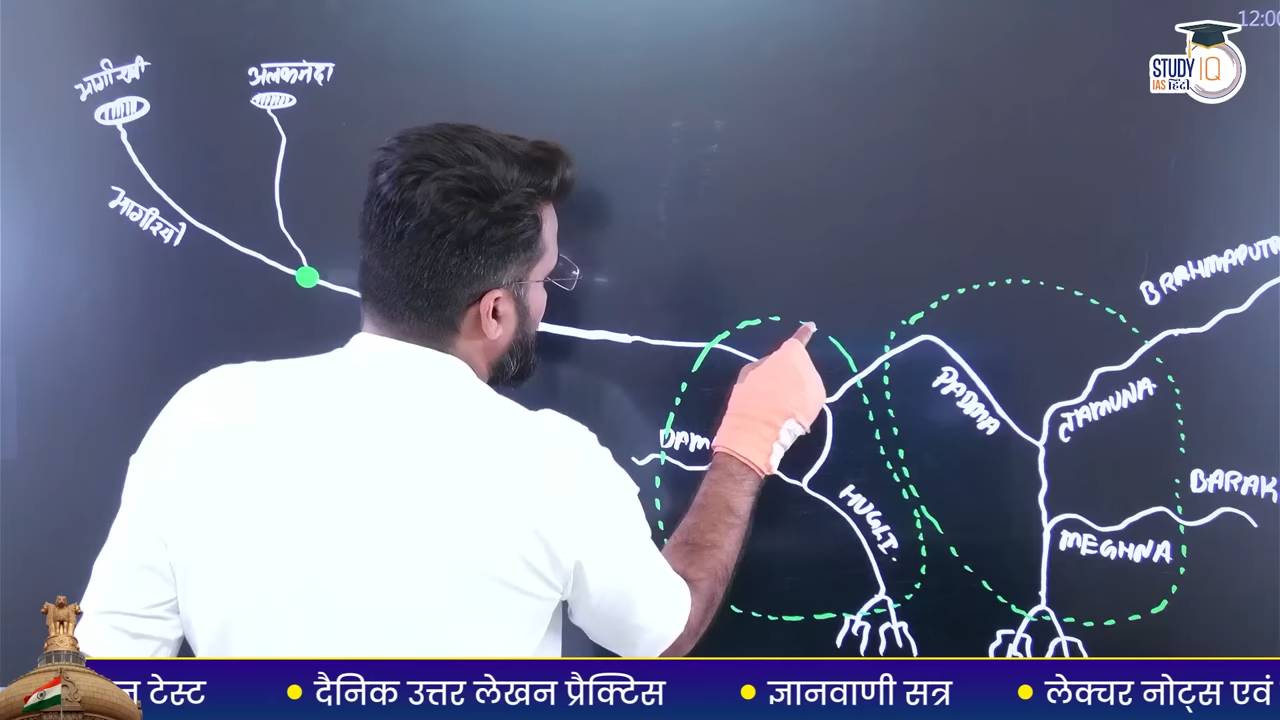 12:00
STUDY IQ
IAS हिंदी
भागीरथी
अलकनंदा
भागीरथी
BRAHMAPUTR
PADMA
JAMUNA
DAM
HUGLI
BARAK
MEGHNA
न टेस्ट • दैनिक उत्तर लेखन प्रैक्टिस • ज्ञानवाणी सत्र • लेक्चर नोट्स एवं